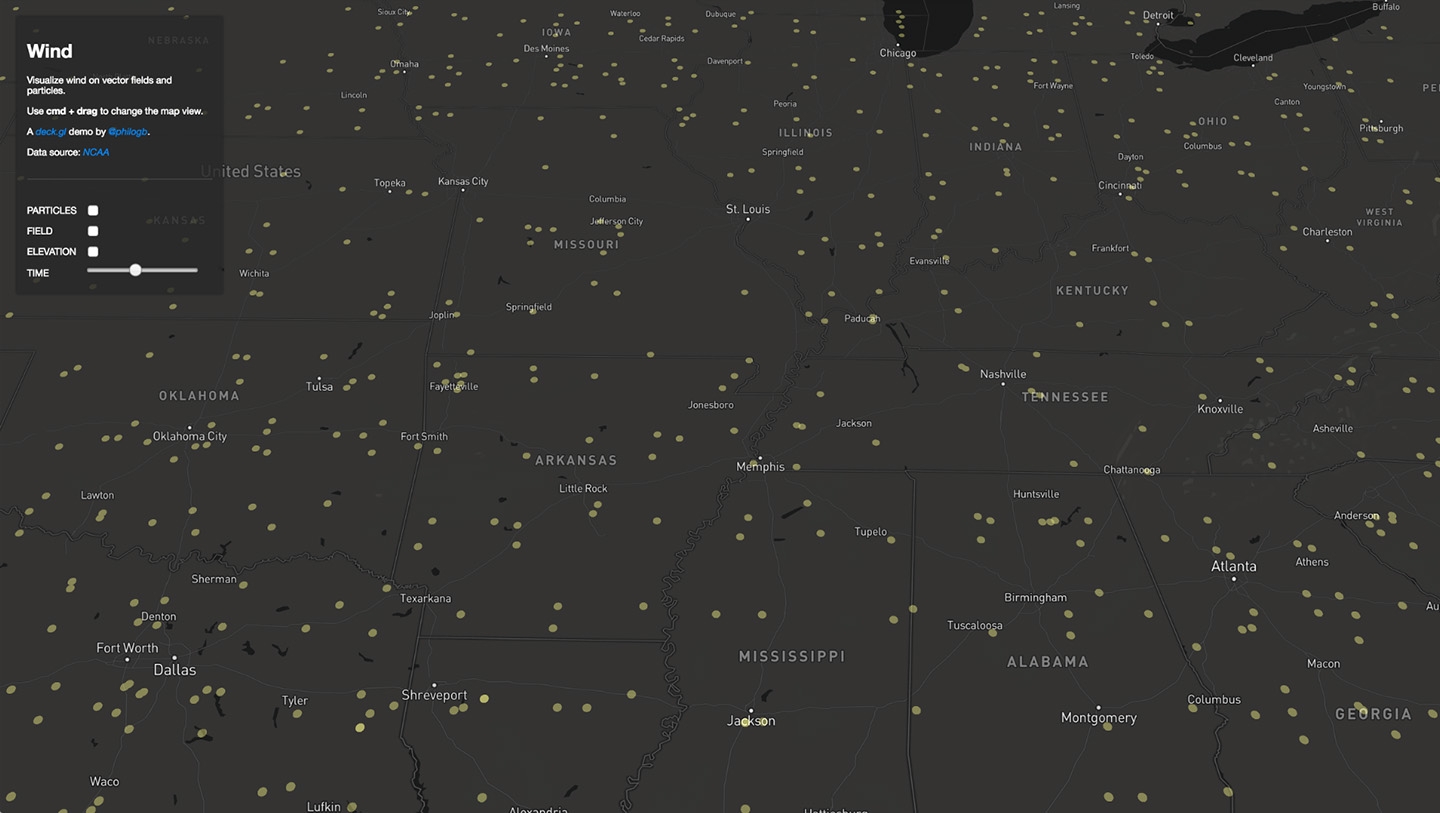 Wind
Visualize wind on vector fields and
particles.
Use cmd + drag to change the map view.
A deck.gl demo by @philogb.
Data source: NCAA
PARTICLES
FIELD
ELEVATION
TIME
NEBRASKA
United States
KANSAS
Sioux City
Waterloo
Dubuque
Lansing
Detroit
Buffalo
IOWA
Cedar Rapids
Des Moines
Chicago
Toledo
Cleveland
Omaha
Davenport
Lincoln
Fort Wayne
Youngstown
PE
Peoria
Canton
ILLINOIS
OHIO
Pittsburgh
INDIANA
Columbus
Springfield
Dayton
Topeka
Kansas City
Cincinnati
Columbia
St. Louis
WEST
VIRGINIA
Jefferson City
Charleston
MISSOURI
Frankfort
Evansville
Wichita
KENTUCKY
Springfield
Joplin
Paducah
Nashville
Tulsa
Fayetteville
OKLAHOMA
TENNESSEE
Jonesboro
Knoxville
Jackson
Asheville
Oklahoma City
Fort Smith
ARKANSAS
Memphis
Chattanooga
Little Rock
Lawton
Huntsville
Anderson
Tupelo
Atlanta
Athens
Sherman
Texarkana
Birmingham
Au
Denton
Tuscaloosa
Fort Worth
MISSISSIPPI
ALABAMA
Macon
Dallas
Shreveport
Tyler
Columbus
GEORGIA
Jackson
Montgomery
Waco
Lufkin
Alexandria
Hattiesburg